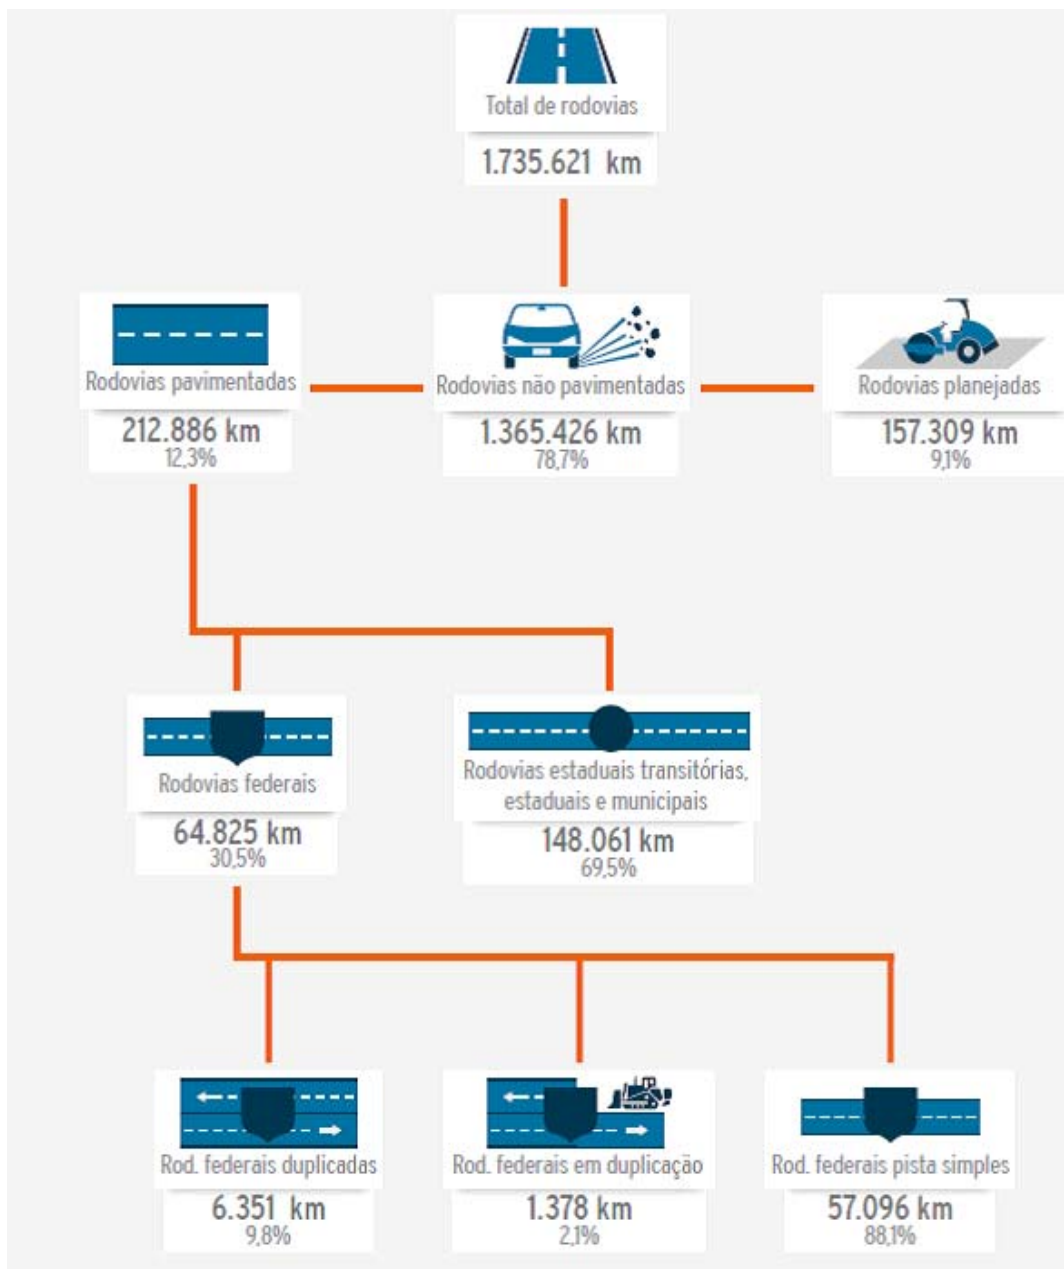 Total de rodovias
1.735.621 km
Rodovias pavimentadas
212.886 km
12,3%
Rodovias não pavimentadas
1.365.426 km
78,7%
Rodovias planejadas
157.309 km
9,1%
Rodovias federais
64.825 km
30,5%
Rodovias estaduais transitórias,
estaduais e municipais
148.061 km
69,5%
Rod. federais duplicadas
6.351 km
9,8%
Rod. federais em duplicação
1.378 km
2,1%
Rod. federais pista simples
57.096 km
88,1%